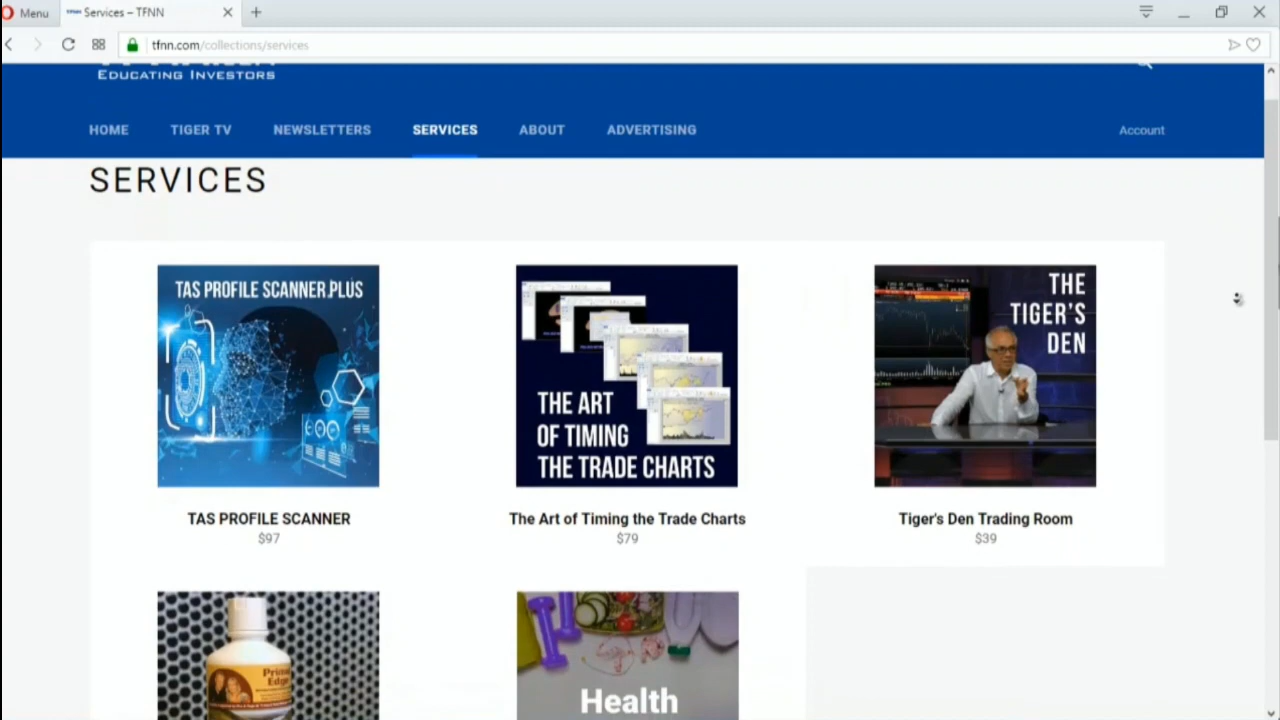 Menu
Services – TFNN
tfnn.com/collections/services
EDUCATING INVESTORS
HOME
TIGER TV
NEWSLETTERS
SERVICES
ABOUT
ADVERTISING
Account
SERVICES
TAS PROFILE SCANNER PLUS
THE ART
OF TIMING
THE TRADE CHARTS
THE
TIGER'S
DEN
TAS PROFILE SCANNER
$97
The Art of Timing the Trade Charts
$79
Tiger's Den Trading Room
$39
Edge
Health